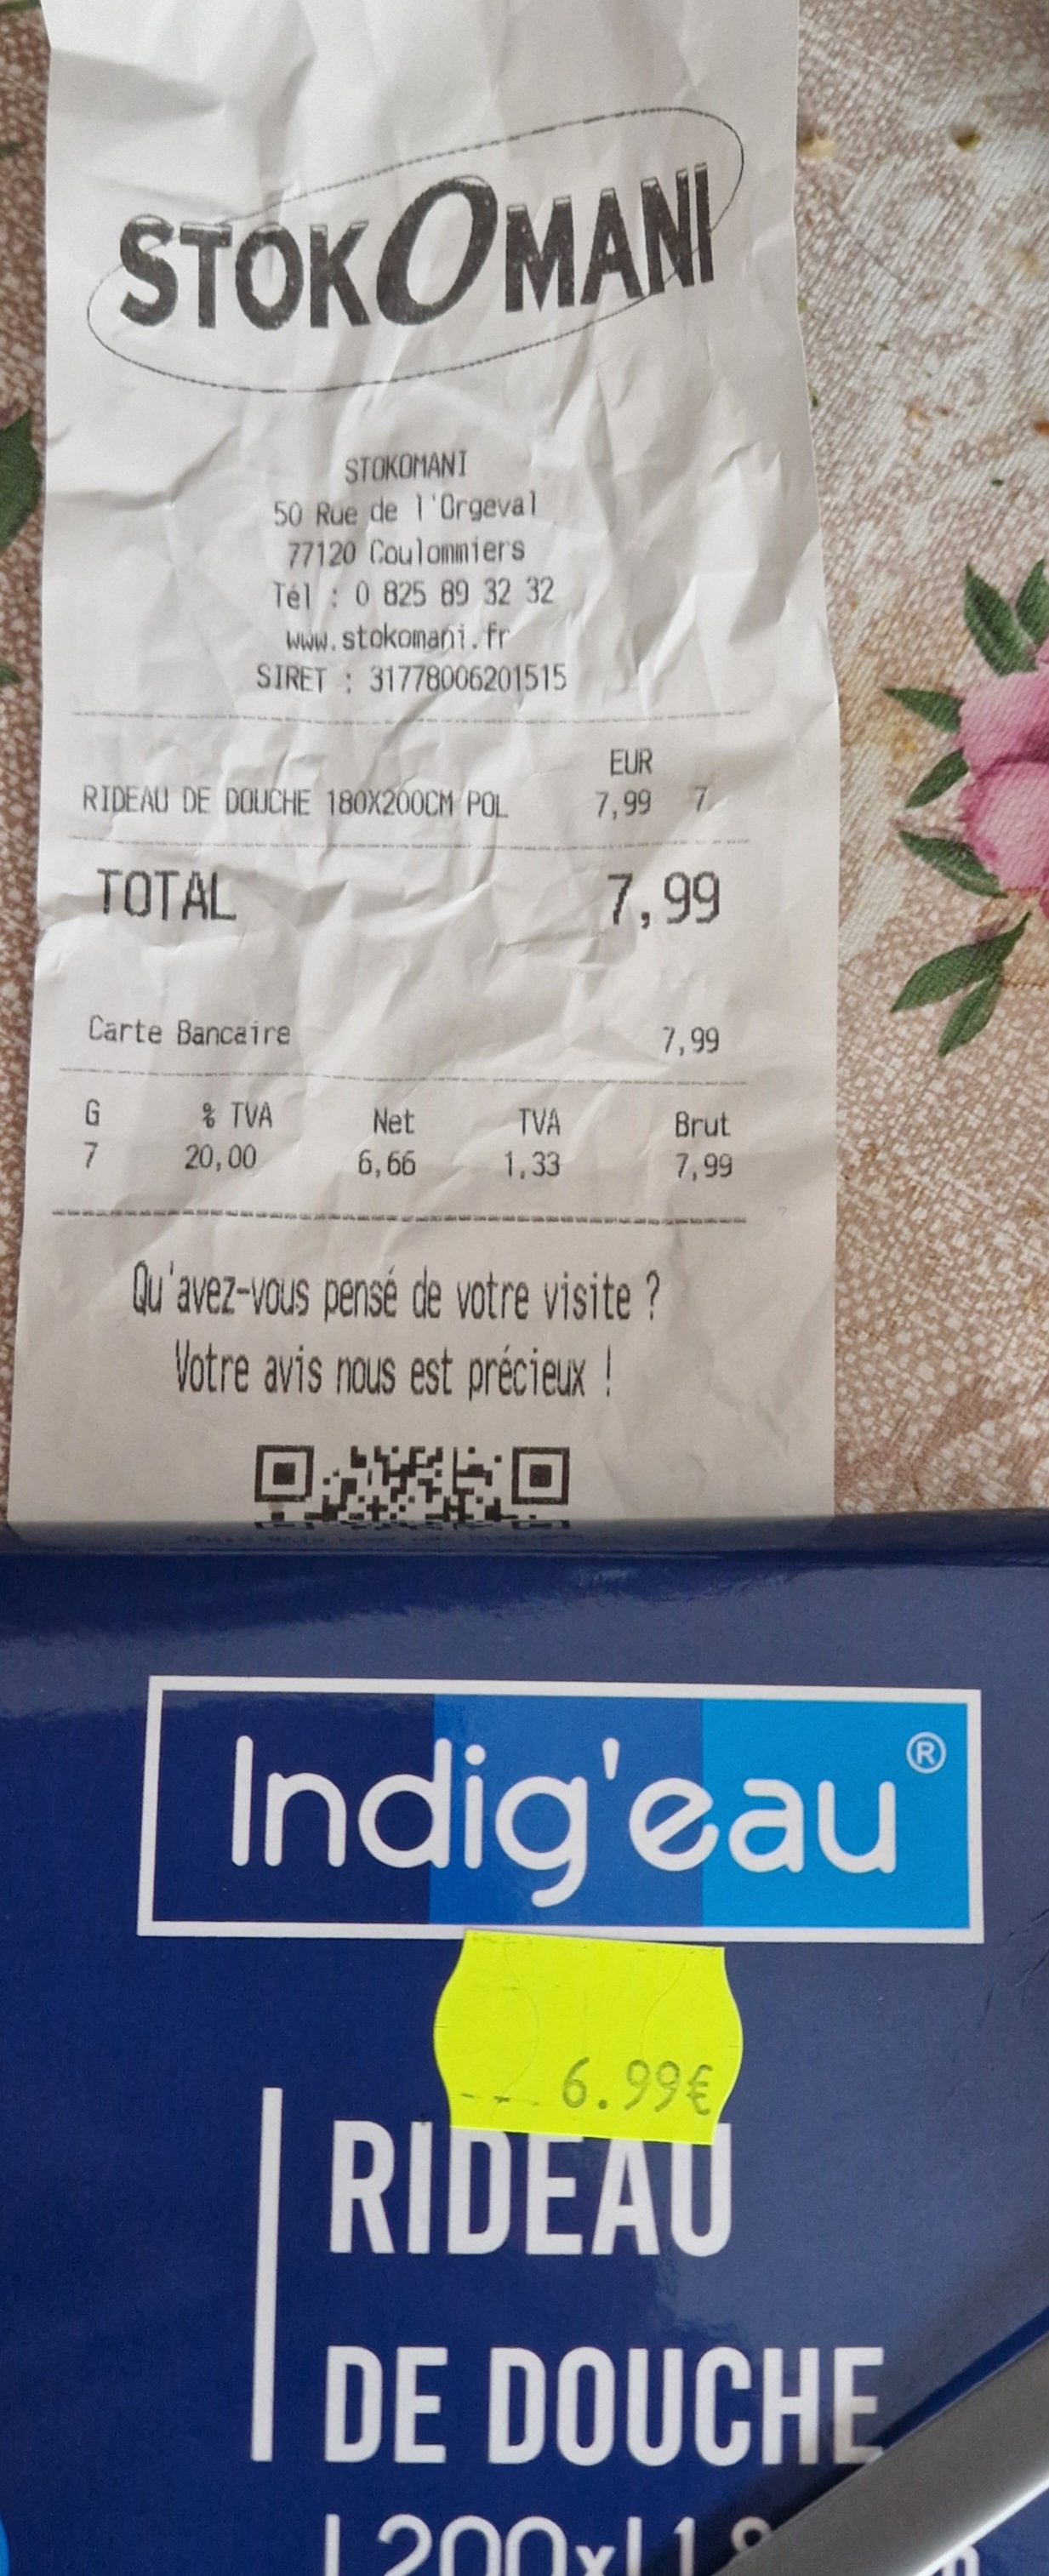 STOKOMANI
STOKOMANI
50 Rue de l'Orgeval
77120 Coulommiers
Tél : 0 825 89 32 32
www.stokomani.fr
SIRET : 31778006201515
EUR
RIDEAU DE DOUCHE 180X200CM POL 7,99 7
TOTAL 7,99
Carte Bancaire 7,99
G % TVA Net TVA Brut
7 20,00 6,66 1,33 7,99
Qu'avez-vous pensé de votre visite ?
Votre avis nous est précieux !
Indig'eau®
6.99€
RIDEAU
DE DOUCHE